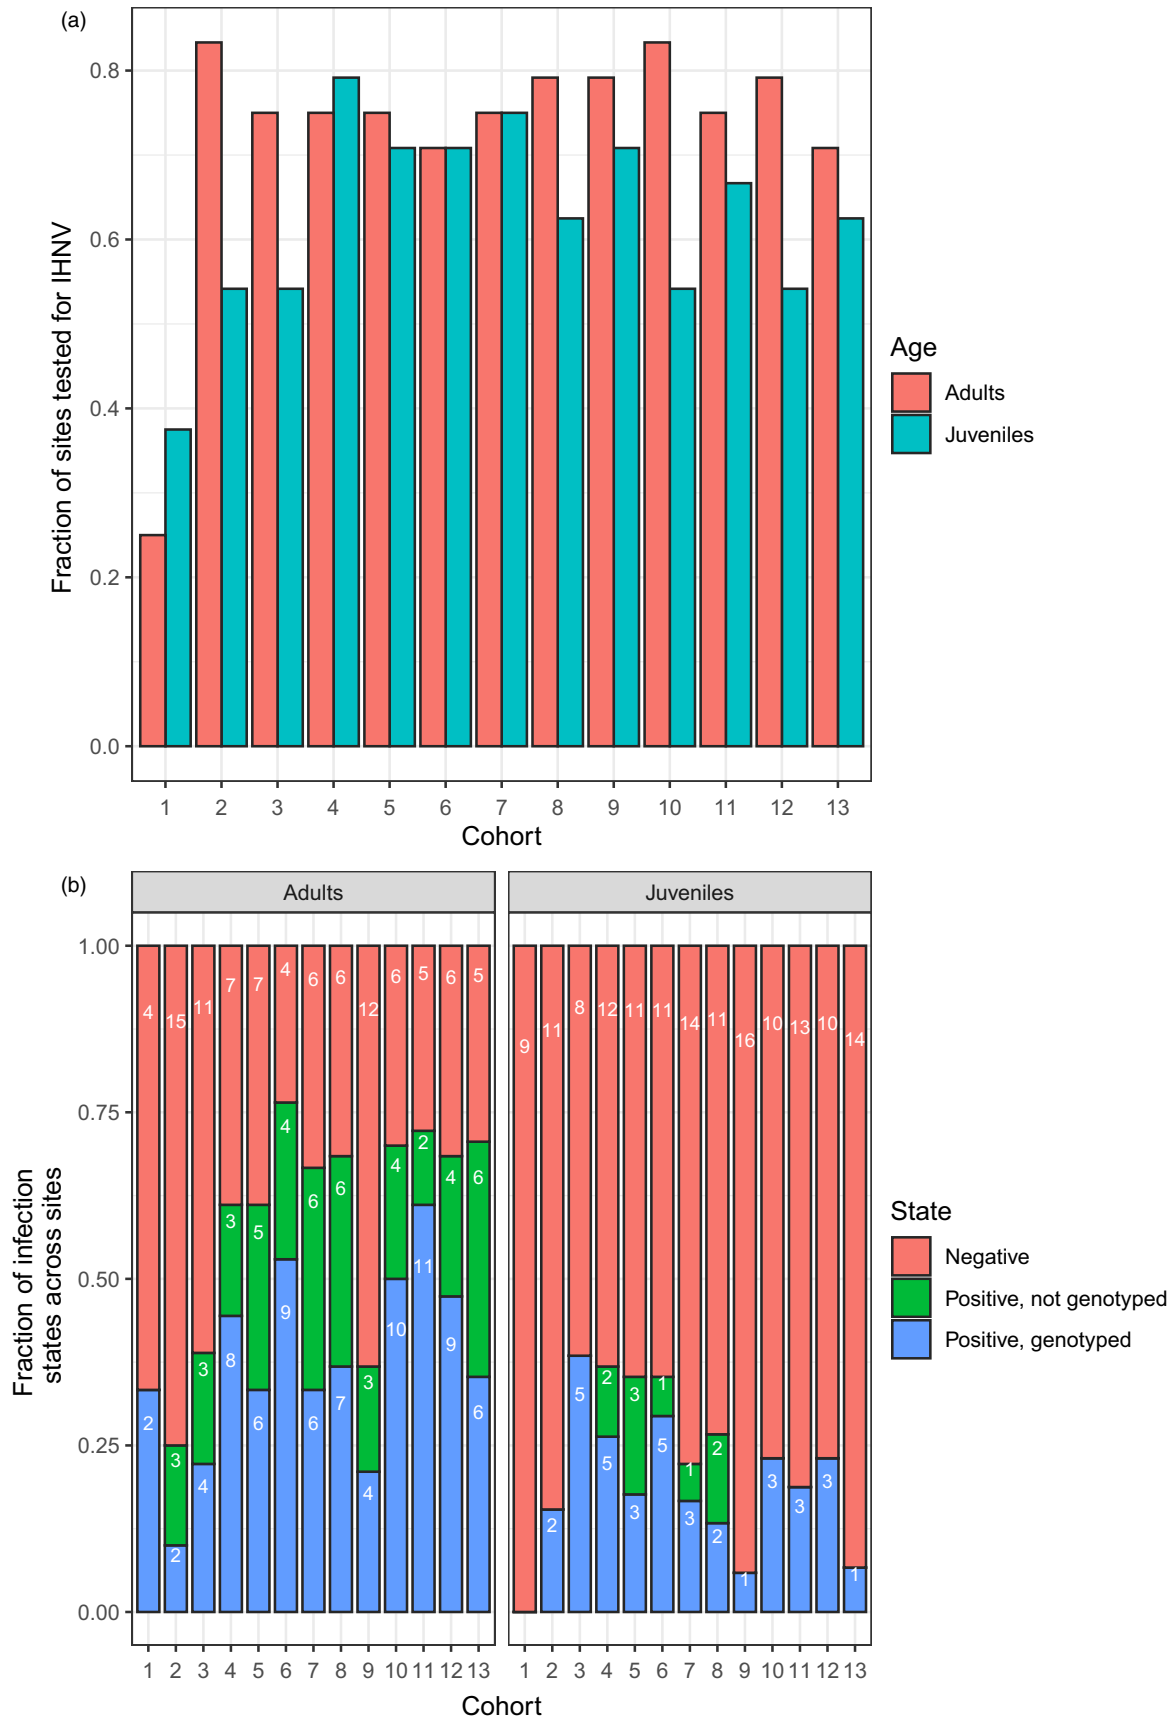 (a)
0.8
0.6
0.4
0.2
0.0
Fraction of sites tested for IHNV
1 2 3 4 5 6 7 8 9 10 11 12 13
Cohort
Age
Adults
Juveniles
(b)
Adults Juveniles
1.00
0.75
0.50
0.25
0.00
Fraction of infection
states across sites
4 15 11 7 7 4 6 6 12 6 5 6 5
3 3 3 5 4 6 6 3 4 2 4 6
2 2 4 8 6 9 6 7 4 10 11 9 6
9 11 8 12 11 11 14 11 16 10 13 10 14
2 3 1 1 2
2 5 5 3 5 3 2 1 3 3 3 1
1 2 3 4 5 6 7 8 9 10 11 12 13 1 2 3 4 5 6 7 8 9 10 11 12 13
Cohort
State
Negative
Positive, not genotyped
Positive, genotyped